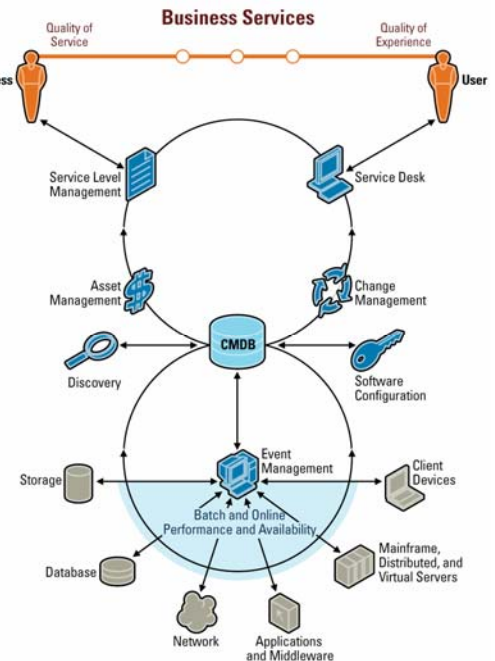 Business Services
Quality of
Service
Quality of
Experience
ess
User
Service Level
Management
Service Desk
Asset
Management
Change
Management
CMDB
Discovery
Software
Configuration
Event
Management
Storage
Client
Devices
Batch and Online
Performance and Availability
Database
Mainframe,
Distributed, and
Virtual Servers
Network
Applications
and Middleware